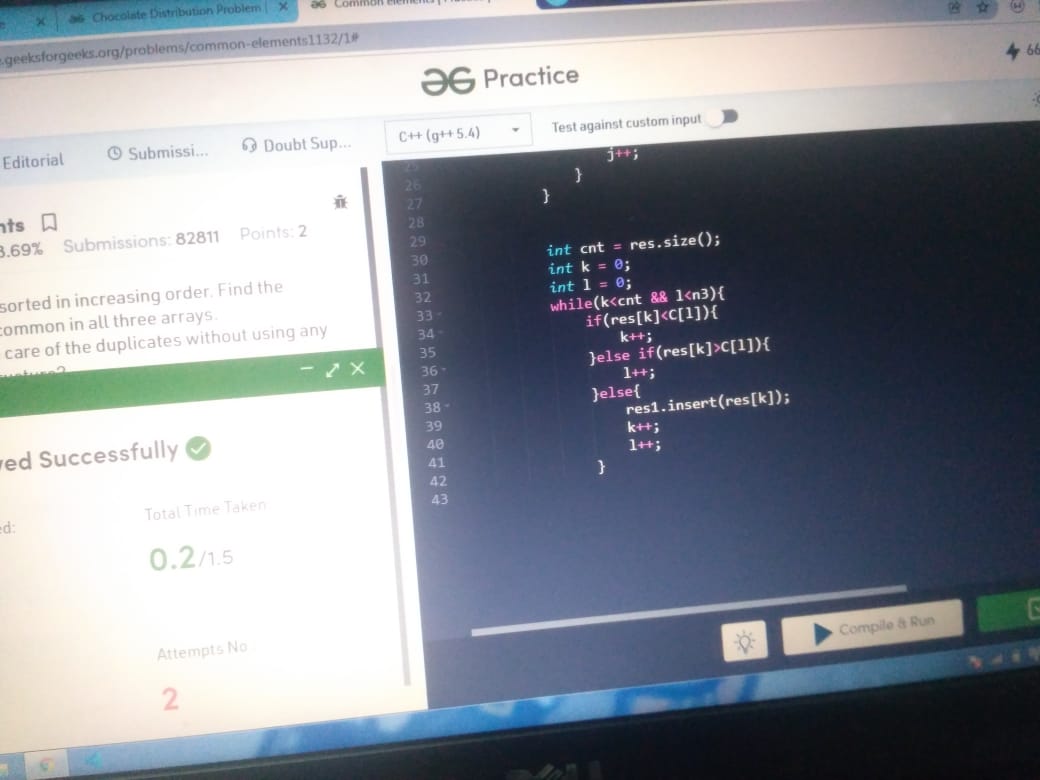 Chocolate Distribution Problem
.geeksforgeeks.org/problems/common-elements1132/1#
Practice
66
Editorial
Submissi...
Doubt Sup...
C++ (g++ 5.4)
Test against custom input
nts
3.69% Submissions: 82811 Points: 2
sorted in increasing order. Find the
common in all three arrays.
care of the duplicates without using any
ved Successfully
ed:
Total Time Taken
0.2/1.5
Attempts No
2
25 j++;
26 }
27 }
28
29
30 int cnt = res.size();
31 int k = 0;
32 int l = 0;
33 while(k<cnt && l<n3){
34 if(res[k]<C[l]){
35 k++;
36 }else if(res[k]>C[l]){
37 l++;
38 }else{
39 res1.insert(res[k]);
40 k++;
41 l++;
42 }
43
Compile & Run